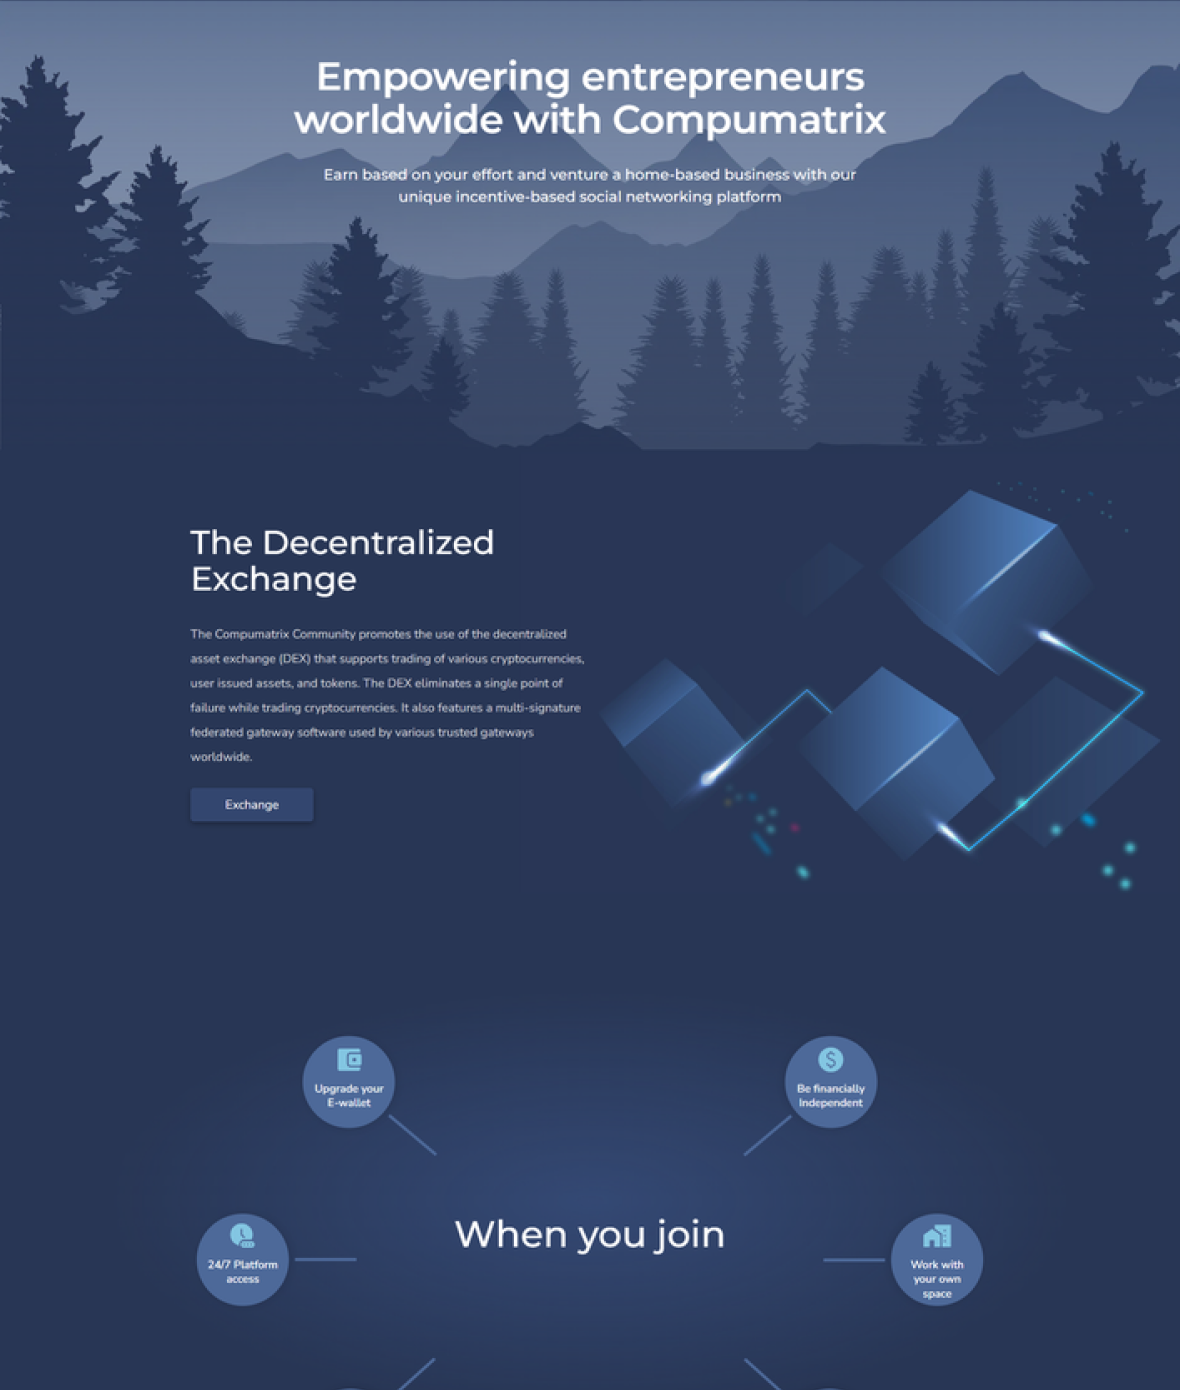 Empowering entrepreneurs
worldwide with Compumatrix
Earn based on your effort and venture a home-based business with our
unique incentive-based social networking platform
The Decentralized
Exchange
The Compumatrix Community promotes the use of the decentralized
asset exchange (DEX) that supports trading of various cryptocurrencies,
user issued assets, and tokens. The DEX eliminates a single point of
failure while trading cryptocurrencies. It also features a multi-signature
federated gateway software used by various trusted gateways
worldwide.
Exchange
Upgrade your
E-wallet
Be financially
Independent
When you join
24/7 Platform
access
Work with
your own
space